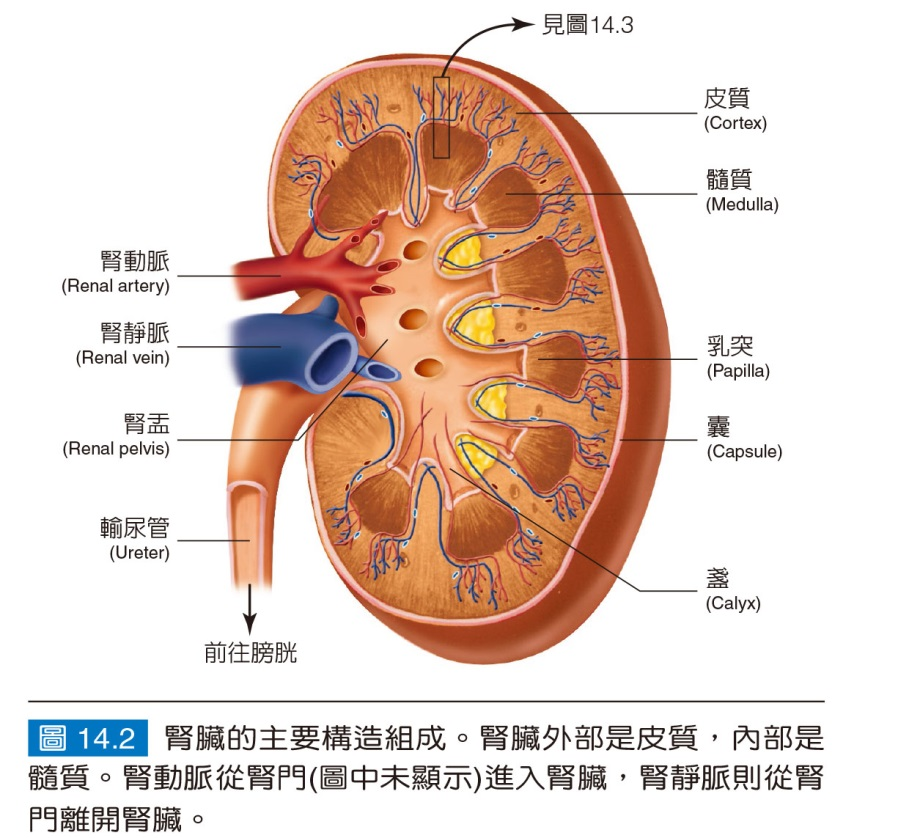 見圖14.3
皮質
(Cortex)
髓質
(Medulla)
腎動脈
(Renal artery)
腎靜脈
(Renal vein)
乳突
(Papilla)
腎盂
(Renal pelvis)
囊
(Capsule)
輸尿管
(Ureter)
盞
(Calyx)
前往膀胱
圖 14.2 腎臟的主要構造組成。腎臟外部是皮質，內部是
髓質。腎動脈從腎門(圖中未顯示)進入腎臟，腎靜脈則從腎
門離開腎臟。